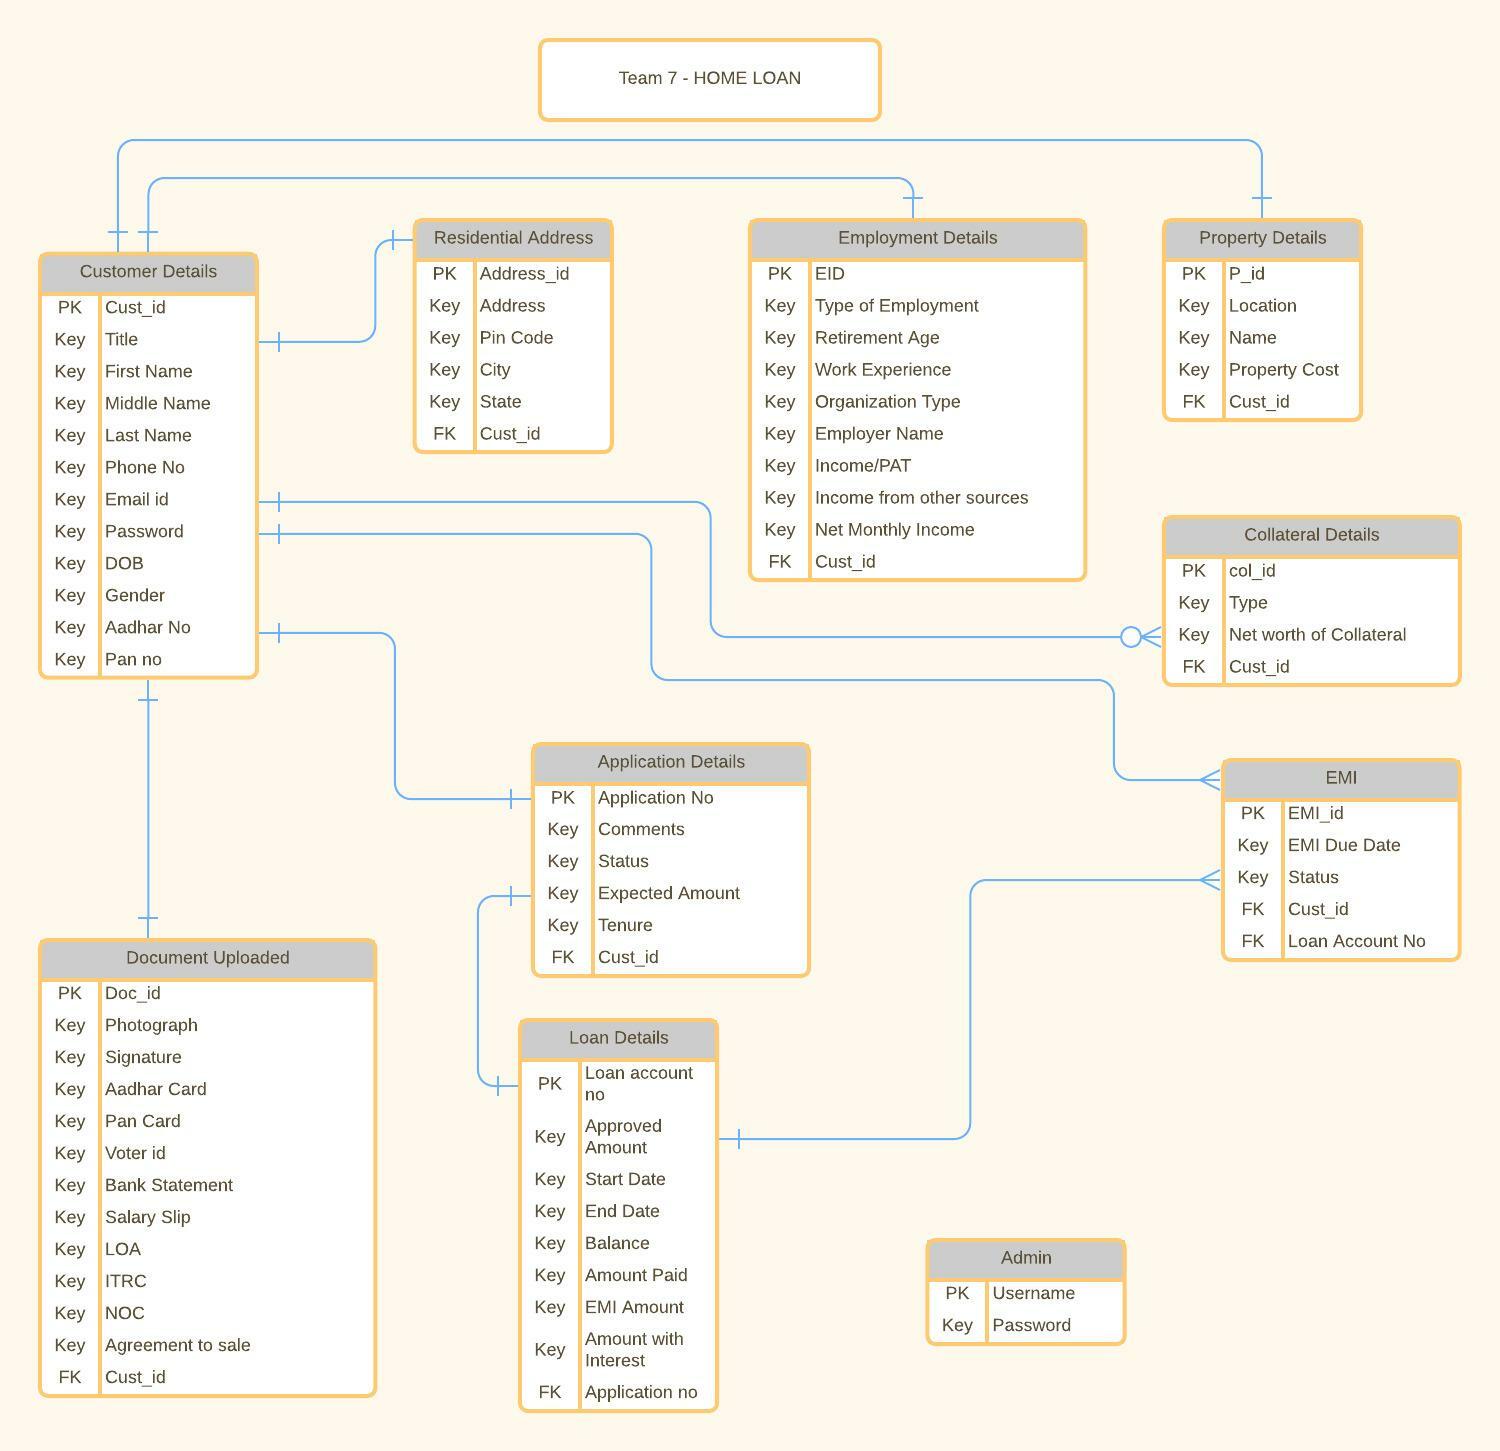 Team 7 - HOME LOAN
Customer Details
PK Cust_id
Key Title
Key First Name
Key Middle Name
Key Last Name
Key Phone No
Key Email id
Key Password
Key DOB
Key Gender
Key Aadhar No
Key Pan no
Residential Address
PK Address_id
Key Address
Key Pin Code
Key City
Key State
FK Cust_id
Employment Details
PK EID
Key Type of Employment
Key Retirement Age
Key Work Experience
Key Organization Type
Key Employer Name
Key Income/PAT
Key Income from other sources
Key Net Monthly Income
FK Cust_id
Property Details
PK P_id
Key Location
Key Name
Key Property Cost
FK Cust_id
Collateral Details
PK col_id
Key Type
Key Net worth of Collateral
FK Cust_id
Application Details
PK Application No
Key Comments
Key Status
Key Expected Amount
Key Tenure
FK Cust_id
EMI
PK EMI_id
Key EMI Due Date
Key Status
FK Cust_id
FK Loan Account No
Document Uploaded
PK Doc_id
Key Photograph
Key Signature
Key Aadhar Card
Key Pan Card
Key Voter id
Key Bank Statement
Key Salary Slip
Key LOA
Key ITRC
Key NOC
Key Agreement to sale
FK Cust_id
Loan Details
PK Loan account
no
Key Approved
Amount
Key Start Date
Key End Date
Key Balance
Key Amount Paid
Key EMI Amount
Key Amount with
Interest
FK Application no
Admin
PK Username
Key Password